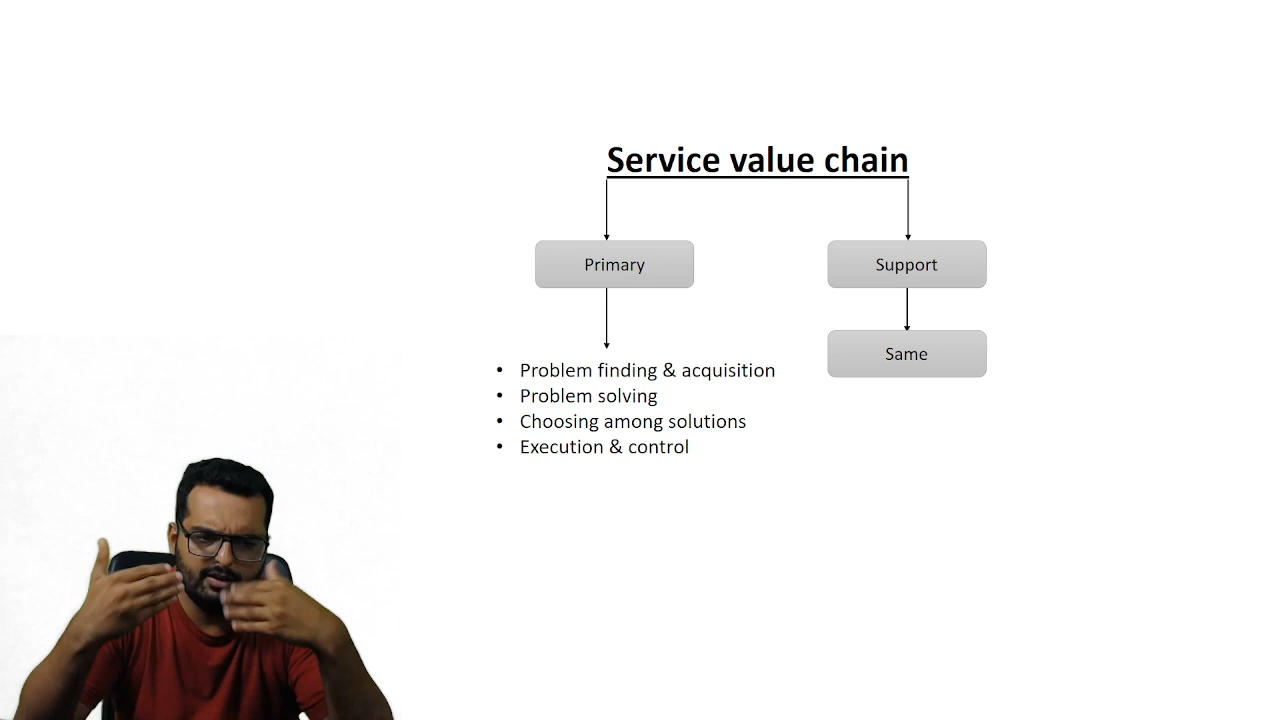 Service value chain
Primary
Support
Same
• Problem finding & acquisition
• Problem solving
• Choosing among solutions
• Execution & control